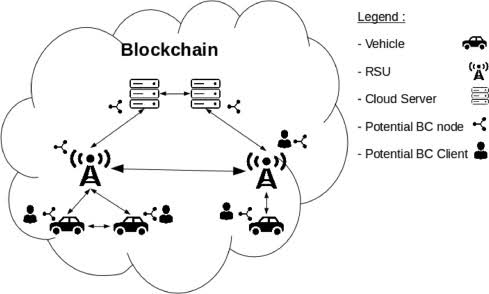 Blockchain
Legend :
- Vehicle
- RSU
- Cloud Server
- Potential BC node
- Potential BC Client